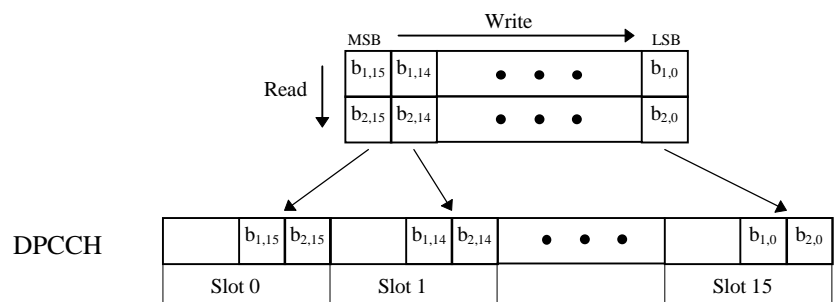 Write
MSB LSB
b1,15 b1,14 • • • b1,0
Read
b2,15 b2,14 • • • b2,0
DPCCH b1,15 b2,15 b1,14 b2,14 • • • b1,0 b2,0
Slot 0 Slot 1 Slot 15